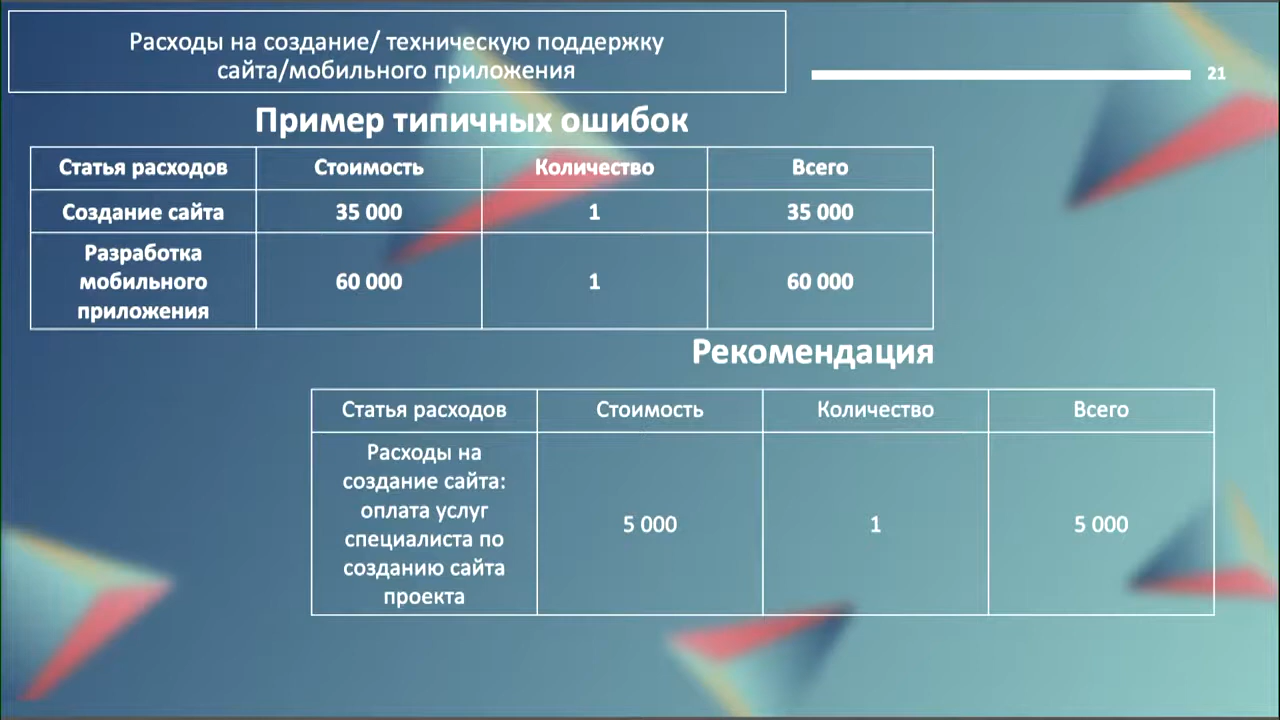 Расходы на создание/ техническую поддержку
сайта/мобильного приложения
21
Пример типичных ошибок
Статья расходов Стоимость Количество Всего
Создание сайта 35 000 1 35 000
Разработка
мобильного
приложения
60 000 1 60 000
Рекомендация
Статья расходов Стоимость Количество Всего
Расходы на
создание сайта:
оплата услуг
специалиста по
созданию сайта
проекта
5 000 1 5 000